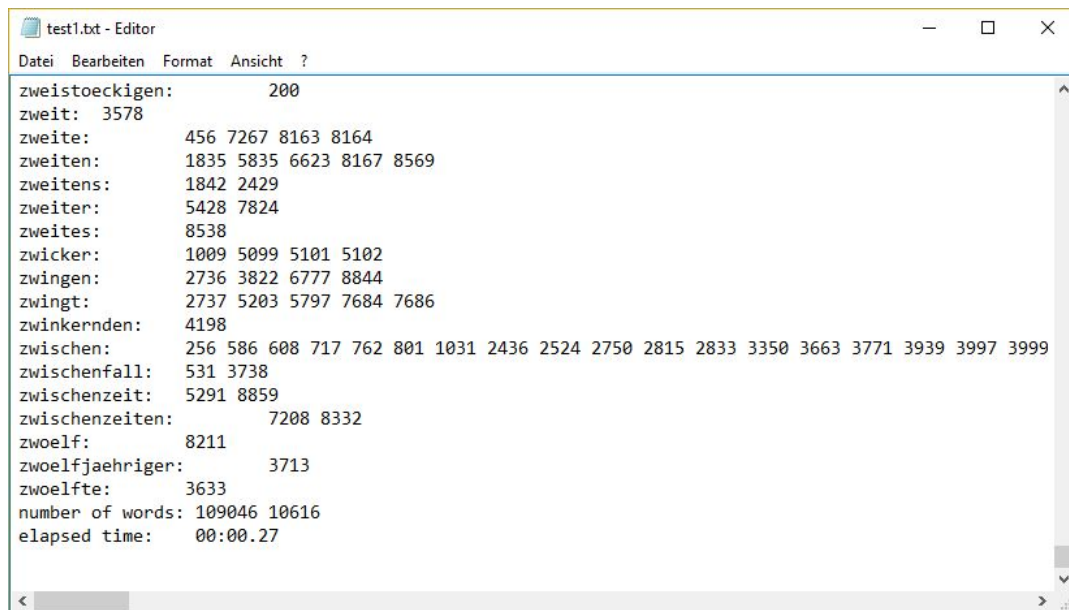 test1.txt - Editor
Datei Bearbeiten Format Ansicht ?
zweistoeckigen: 200
zweit: 3578
zweite: 456 7267 8163 8164
zweiten: 1835 5835 6623 8167 8569
zweitens: 1842 2429
zweiter: 5428 7824
zweites: 8538
zwicker: 1009 5099 5101 5102
zwingen: 2736 3822 6777 8844
zwingt: 2737 5203 5797 7684 7686
zwinkernden: 4198
zwischen: 256 586 608 717 762 801 1031 2436 2524 2750 2815 2833 3350 3663 3771 3939 3997 3999
zwischenfall: 531 3738
zwischenzeit: 5291 8859
zwischenzeiten: 7208 8332
zwoelf: 8211
zwoelfjaehriger: 3713
zwoelfte: 3633
number of words: 109046 10616
elapsed time: 00:00.27